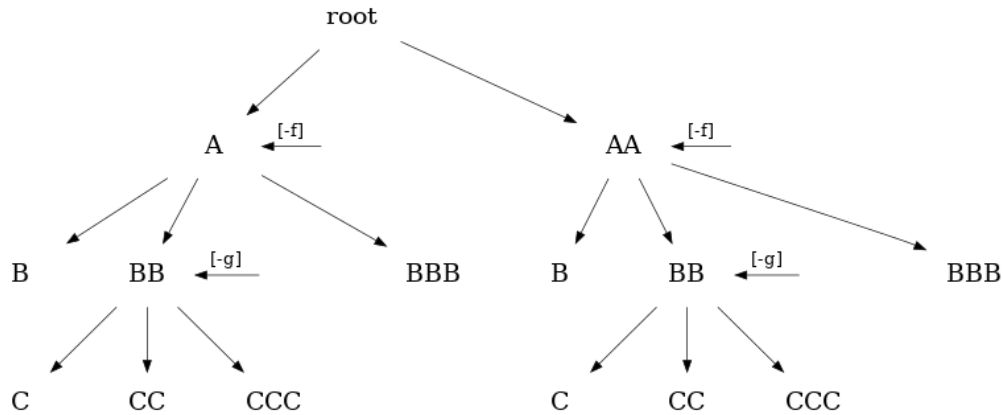 root
A [-f] AA [-f]
B BB [-g] BBB B BB [-g] BBB
C CC CCC C CC CCC